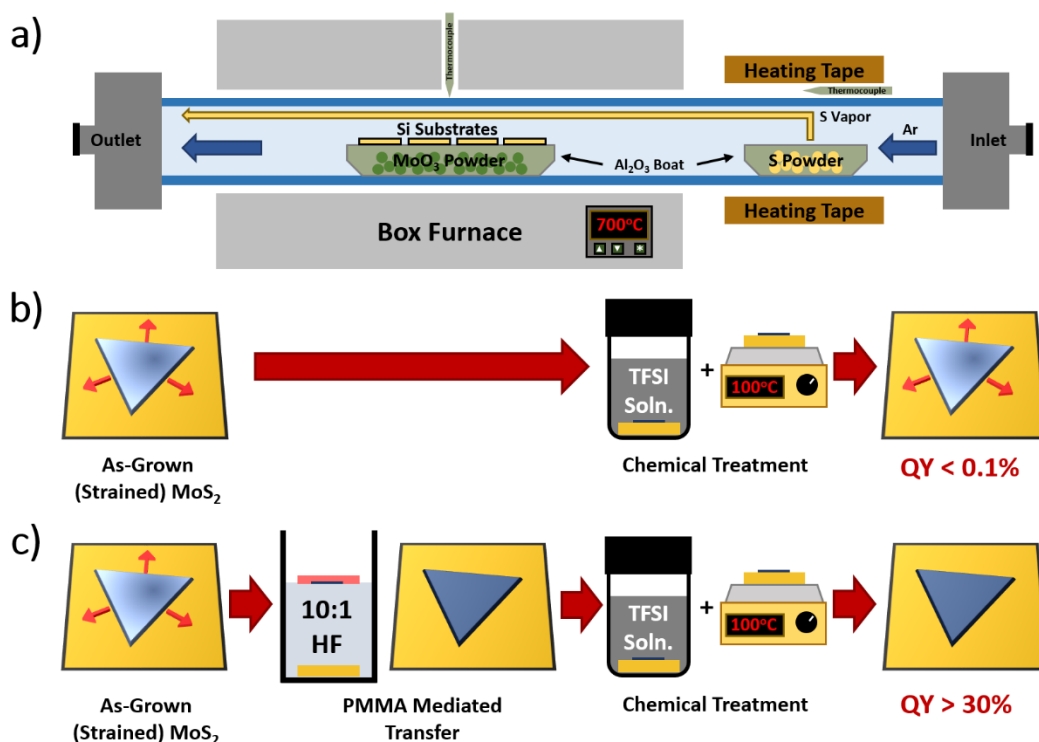 a)
Thermocouple
Heating Tape
Thermocouple
S Vapor
Outlet
Si Substrates
Ar
Inlet
MoO₃ Powder
Al₂O₃ Boat
S Powder
Heating Tape
Box Furnace
700°C
b)
TFSI
Soln.
+
100°C
As-Grown
(Strained) MoS₂
Chemical Treatment
QY < 0.1%
c)
10:1
HF
TFSI
Soln.
+
100°C
As-Grown
(Strained) MoS₂
PMMA Mediated
Transfer
Chemical Treatment
QY > 30%